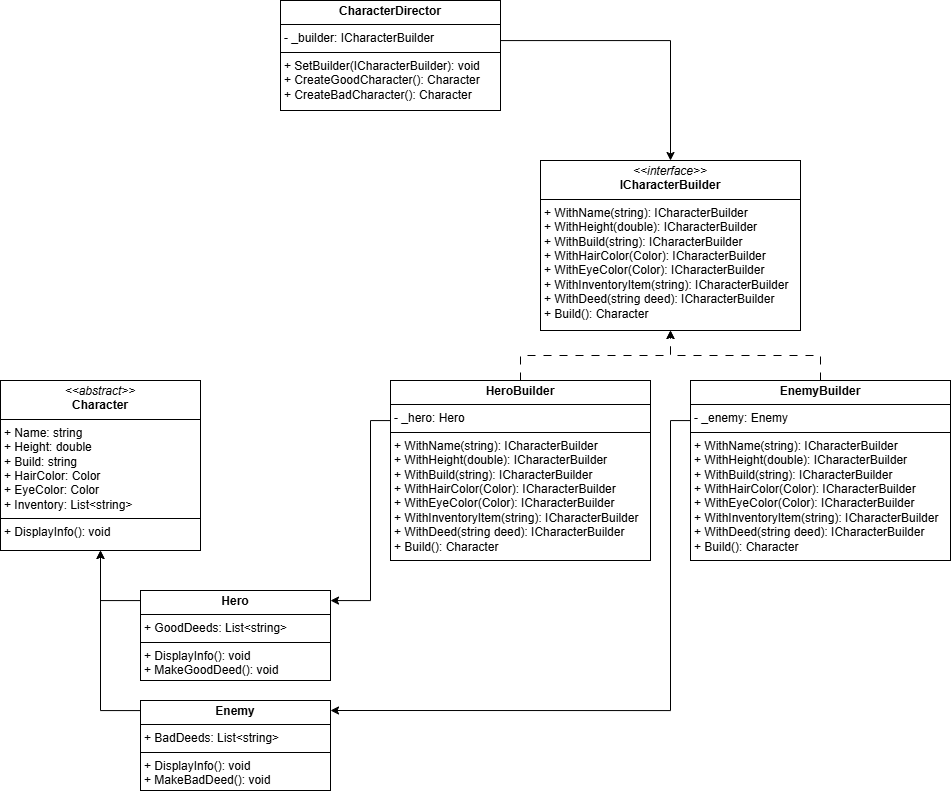 CharacterDirector
- _builder: ICharacterBuilder
+ SetBuilder(ICharacterBuilder): void
+ CreateGoodCharacter(): Character
+ CreateBadCharacter(): Character
<<interface>>
ICharacterBuilder
+ WithName(string): ICharacterBuilder
+ WithHeight(double): ICharacterBuilder
+ WithBuild(string): ICharacterBuilder
+ WithHairColor(Color): ICharacterBuilder
+ WithEyeColor(Color): ICharacterBuilder
+ WithInventoryItem(string): ICharacterBuilder
+ WithDeed(string deed): ICharacterBuilder
+ Build(): Character
<<abstract>>
Character
+ Name: string
+ Height: double
+ Build: string
+ HairColor: Color
+ EyeColor: Color
+ Inventory: List<string>
+ DisplayInfo(): void
HeroBuilder
- _hero: Hero
+ WithName(string): ICharacterBuilder
+ WithHeight(double): ICharacterBuilder
+ WithBuild(string): ICharacterBuilder
+ WithHairColor(Color): ICharacterBuilder
+ WithEyeColor(Color): ICharacterBuilder
+ WithInventoryItem(string): ICharacterBuilder
+ WithDeed(string deed): ICharacterBuilder
+ Build(): Character
EnemyBuilder
- _enemy: Enemy
+ WithName(string): ICharacterBuilder
+ WithHeight(double): ICharacterBuilder
+ WithBuild(string): ICharacterBuilder
+ WithHairColor(Color): ICharacterBuilder
+ WithEyeColor(Color): ICharacterBuilder
+ WithInventoryItem(string): ICharacterBuilder
+ WithDeed(string deed): ICharacterBuilder
+ Build(): Character
Hero
+ GoodDeeds: List<string>
+ DisplayInfo(): void
+ MakeGoodDeed(): void
Enemy
+ BadDeeds: List<string>
+ DisplayInfo(): void
+ MakeBadDeed(): void